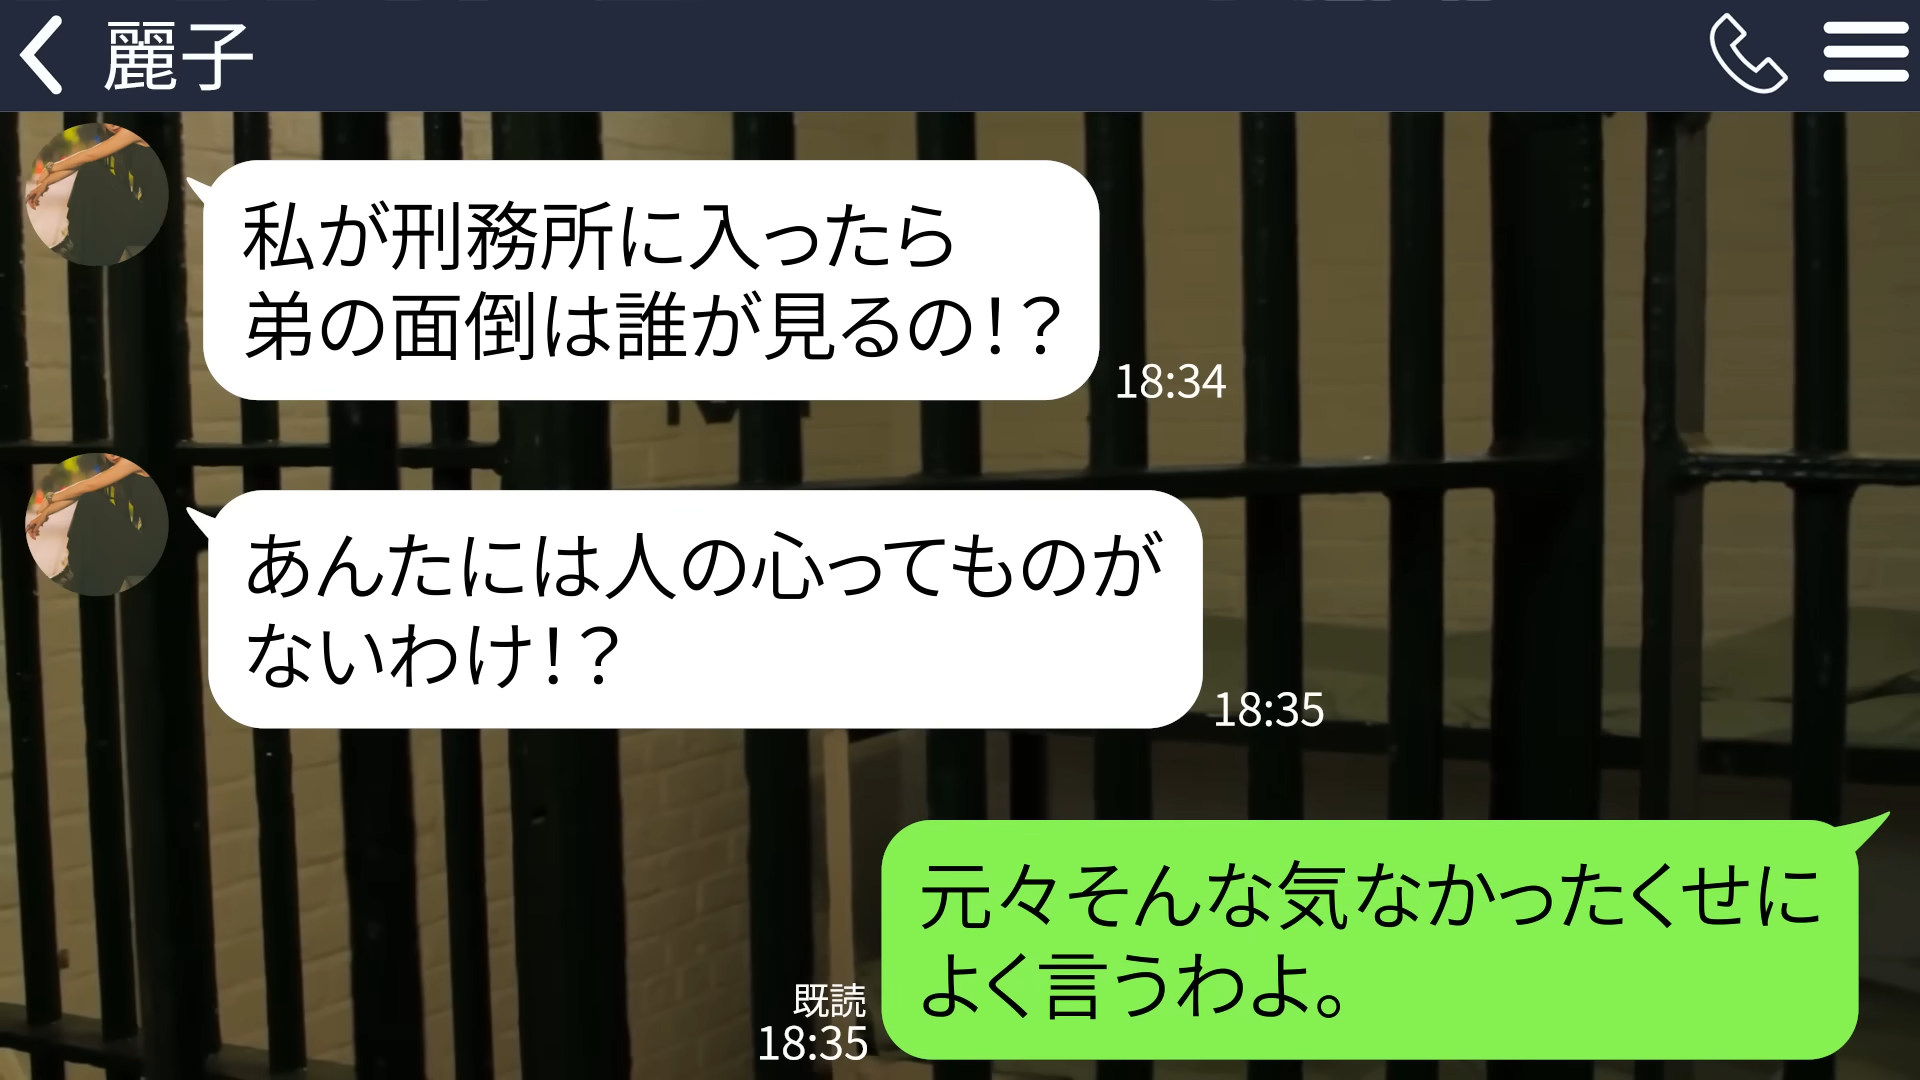 麗子
私が刑務所に入ったら
弟の面倒は誰が見るの！？
18:34
あんたには人の心ってものが
ないわけ！？
18:35
元々そんな気なかったくせに
よく言うわよ。
既読
18:35